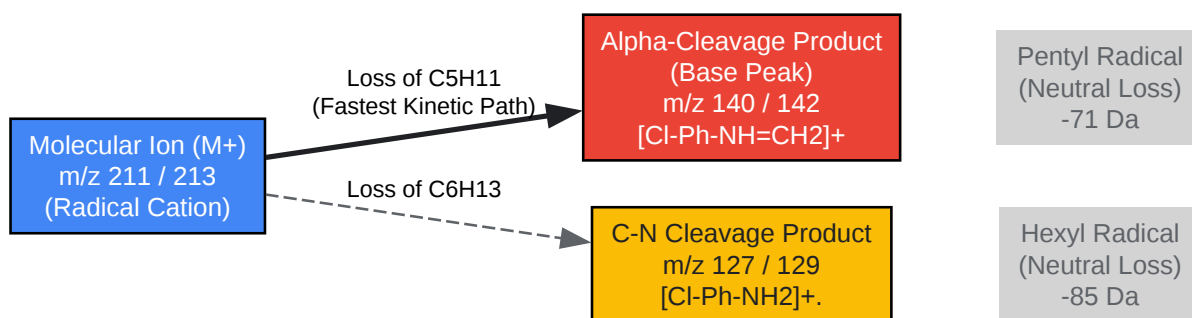 Molecular Ion (M+)
m/z 211 / 213
(Radical Cation)
Loss of C5H11
(Fastest Kinetic Path)
Loss of C6H13
Alpha-Cleavage Product
(Base Peak)
m/z 140 / 142
[Cl-Ph-NH=CH2]+
C-N Cleavage Product
m/z 127 / 129
[Cl-Ph-NH2]+.
Pentyl Radical
(Neutral Loss)
-71 Da
Hexyl Radical
(Neutral Loss)
-85 Da